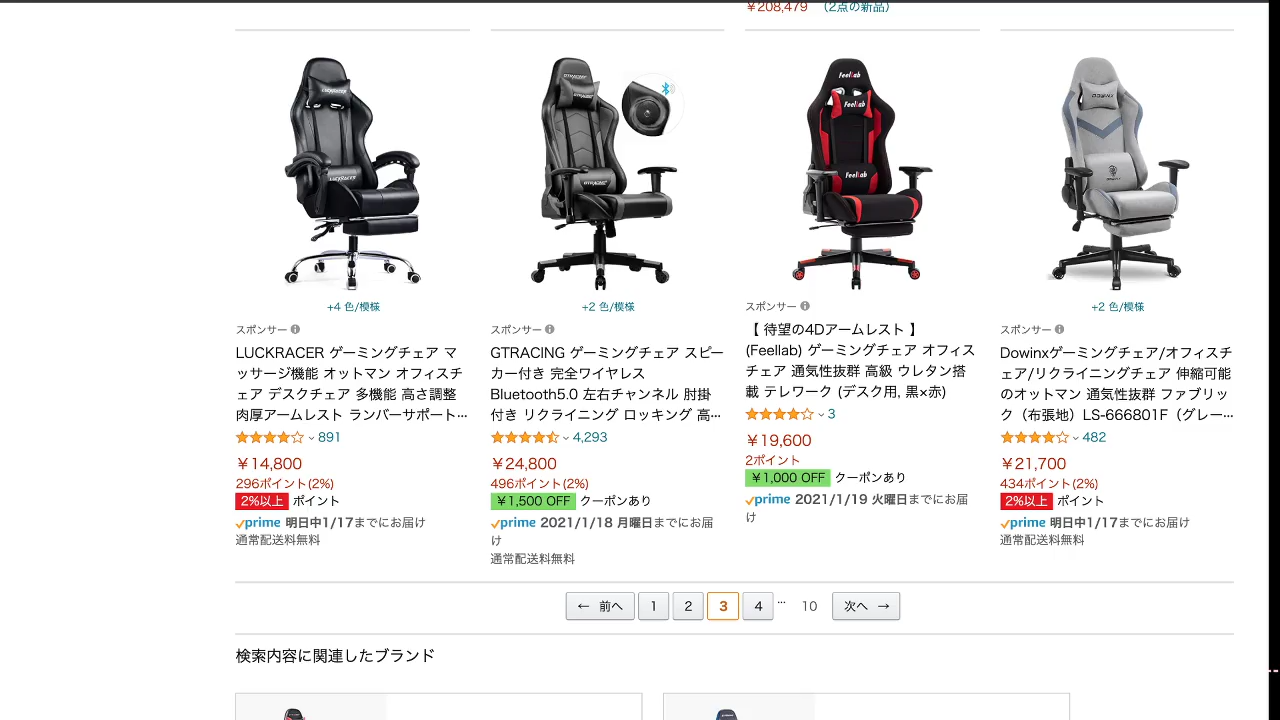 ￥208,479 (2点の新品)
LUCKRACER
LUCKRACER
GTRACING
GTRACING
GTRACING
Feellab
Feellab
Feellab
DOWINX
+4 色/模様
+2 色/模様
+2 色/模様
スポンサー
LUCKRACER ゲーミングチェア マ
ッサージ機能 オットマン オフィスチ
ェア デスクチェア 多機能 高さ調整
肉厚アームレスト ランバーサポート…
891
￥14,800
296ポイント(2%)
2%以上 ポイント
prime 明日中1/17までにお届け
通常配送料無料
スポンサー
GTRACING ゲーミングチェア スピー
カー付き 完全ワイヤレス
Bluetooth5.0 左右チャンネル 肘掛
付き リクライニング ロッキング 高…
4,293
￥24,800
496ポイント(2%)
￥1,500 OFF クーポンあり
prime 2021/1/18 月曜日までにお届
け
通常配送料無料
スポンサー
【 待望の4Dアームレスト 】
(Feellab) ゲーミングチェア オフィス
チェア 通気性抜群 高級 ウレタン搭
載 テレワーク (デスク用, 黒×赤)
3
￥19,600
2ポイント
￥1,000 OFF クーポンあり
prime 2021/1/19 火曜日までにお届
け
スポンサー
Dowinxゲーミングチェア/オフィスチ
ェア/リクライニングチェア 伸縮可能
のオットマン 通気性抜群 ファブリッ
ク（布張地）LS-666801F（グレー…
482
￥21,700
434ポイント(2%)
2%以上 ポイント
prime 明日中1/17までにお届け
通常配送料無料
← 前へ 1 2 3 4 … 10 次へ →
検索内容に関連したブランド